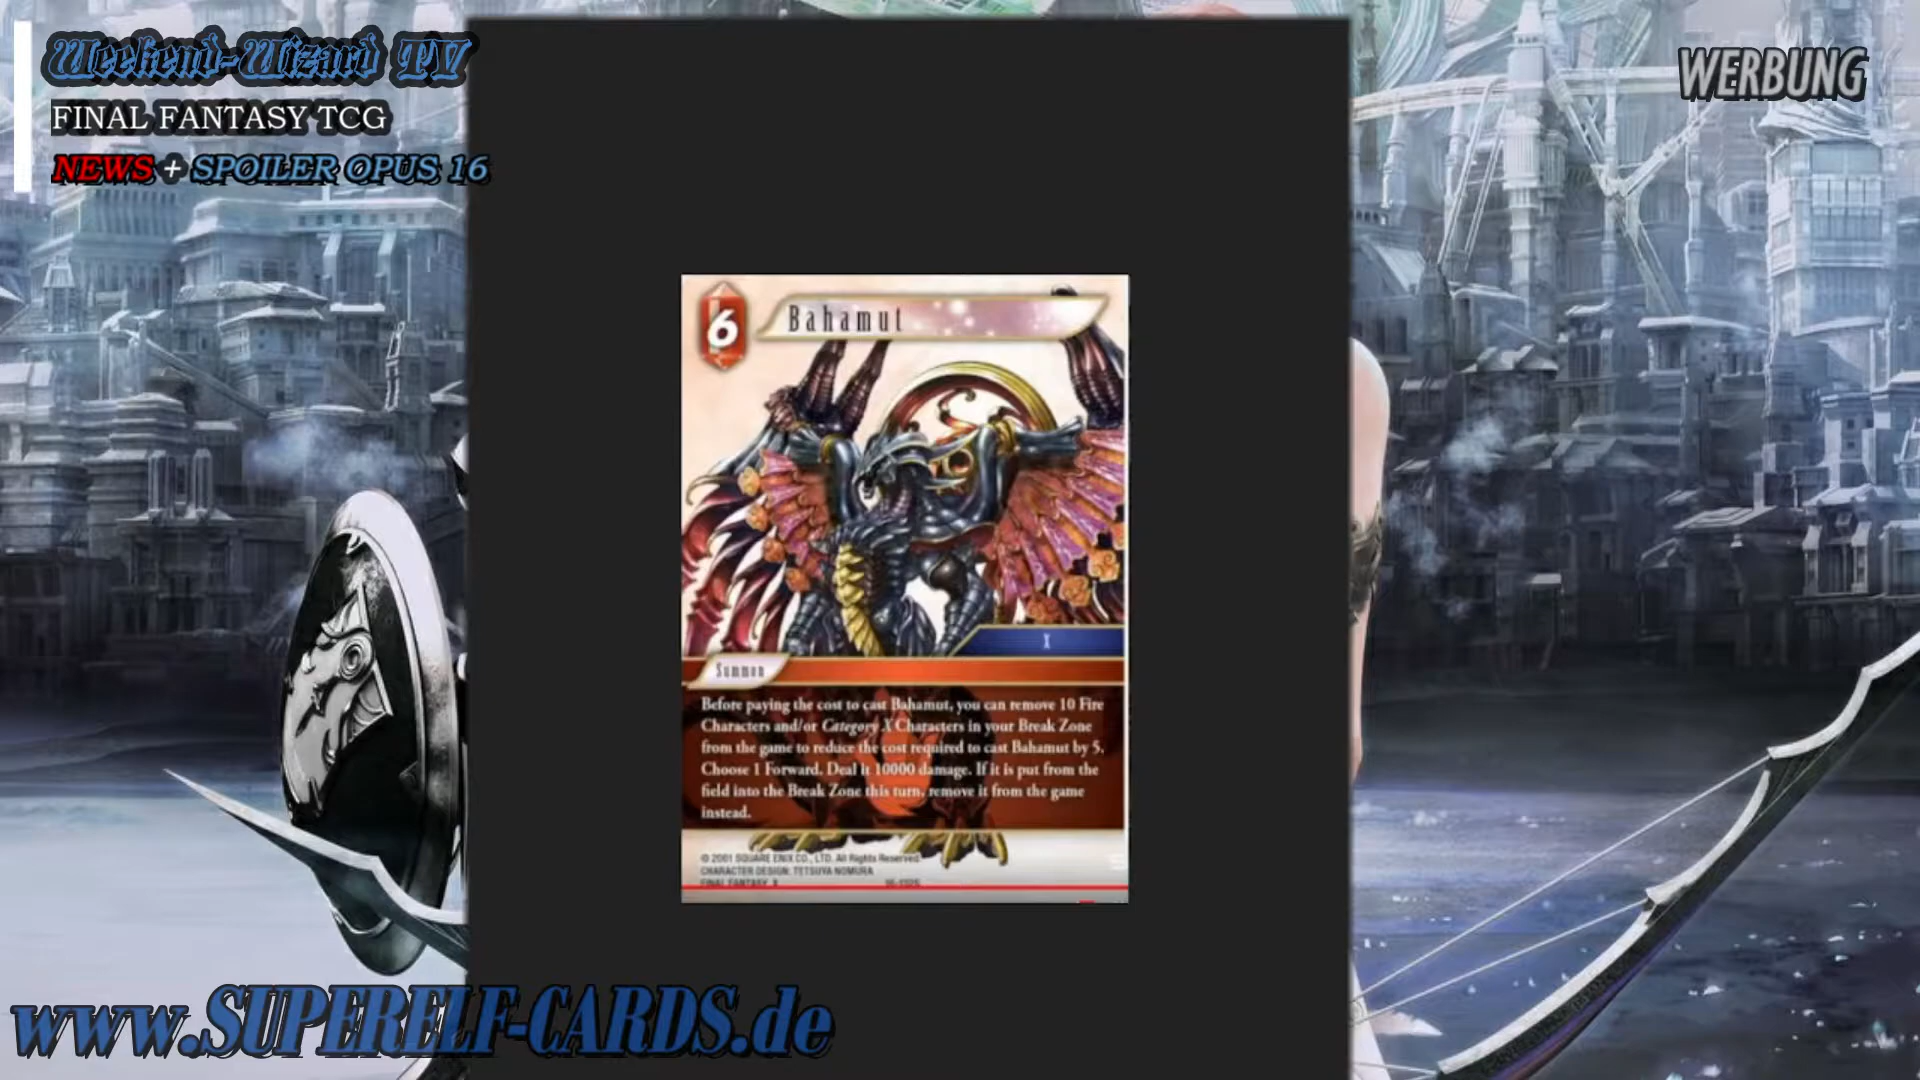 Weekend-Wizard TV
FINAL FANTASY TCG
NEWS + SPOILER OPUS 16
WERBUNG
6
Bahamut
X
Summon
Before paying the cost to cast Bahamut, you can remove 10 Fire
Characters and/or Category X Characters in your Break Zone
from the game to reduce the cost required to cast Bahamut by 5.
Choose 1 Forward. Deal it 10000 damage. If it is put from the
field into the Break Zone this turn, remove it from the game
instead.
© 2001 SQUARE ENIX CO., LTD. All Rights Reserved.
CHARACTER DESIGN: TETSUYA NOMURA
FINAL FANTASY X
www.SUPERELF-CARDS.de